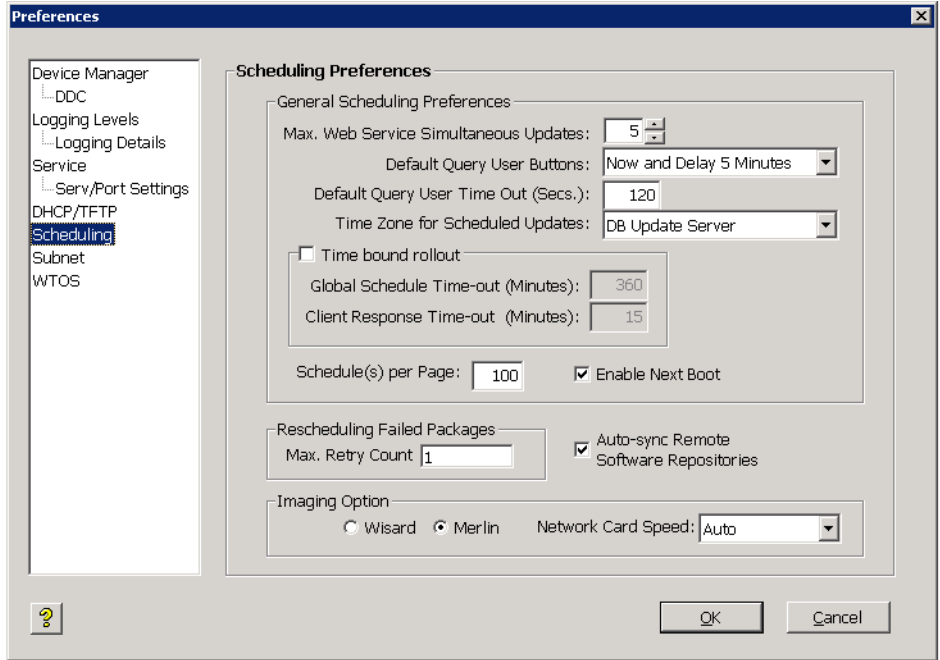 Preferences
Device Manager
DDC
Logging Levels
Logging Details
Service
Serv/Port Settings
DHCP/TFTP
Scheduling
Subnet
WTOS
Scheduling Preferences
General Scheduling Preferences
Max. Web Service Simultaneous Updates: 5
Default Query User Buttons: Now and Delay 5 Minutes
Default Query User Time Out (Secs.): 120
Time Zone for Scheduled Updates: DB Update Server
Time bound rollout
Global Schedule Time-out (Minutes): 360
Client Response Time-out (Minutes): 15
Schedule(s) per Page: 100 Enable Next Boot
Rescheduling Failed Packages
Max. Retry Count 1
Auto-sync Remote
Software Repositories
Imaging Option
Wisard Merlin Network Card Speed: Auto
? OK Cancel